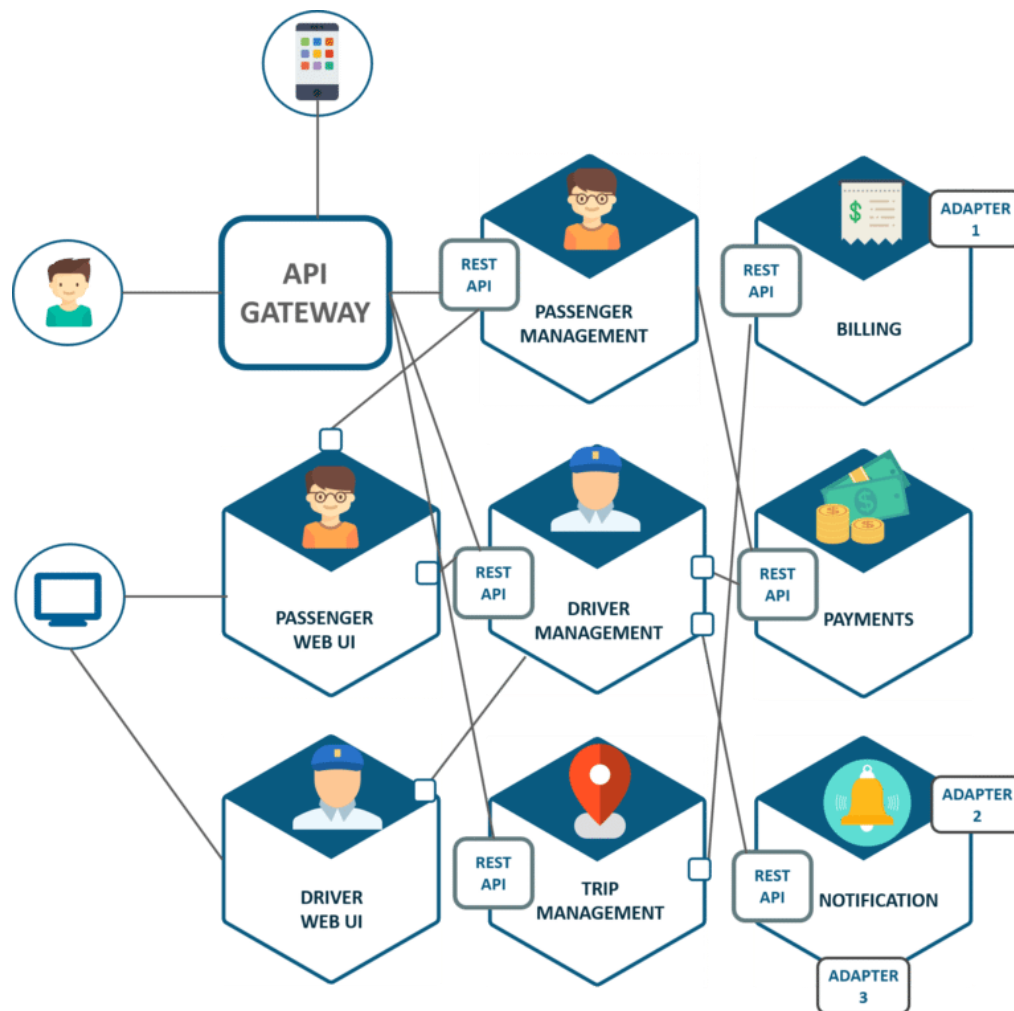 API
GATEWAY
REST
API
PASSENGER
MANAGEMENT
REST
API
BILLING
ADAPTER
1
PASSENGER
WEB UI
REST
API
DRIVER
MANAGEMENT
REST
API
PAYMENTS
DRIVER
WEB UI
REST
API
TRIP
MANAGEMENT
REST
API
NOTIFICATION
ADAPTER
2
ADAPTER
3